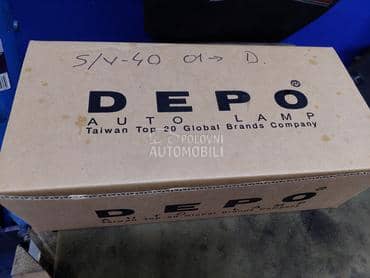 S/V-40 01→ D.
DEPO®
AUTO LAMP
Taiwan Top 20 Global Brands Company
POLOVNI
AUTOMOBILI
DEPO